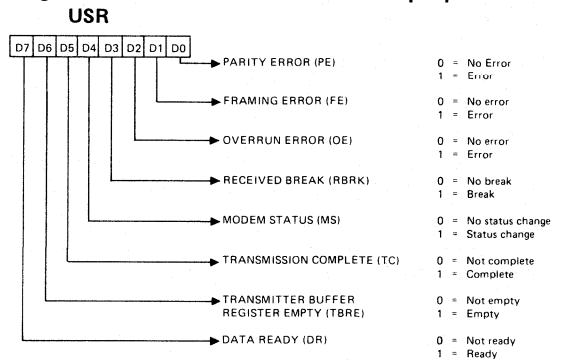 USR
D7 D6 D5 D4 D3 D2 D1 D0
PARITY ERROR (PE) 0 = No Error
1 = Error
FRAMING ERROR (FE) 0 = No error
1 = Error
OVERRUN ERROR (OE) 0 = No error
1 = Error
RECEIVED BREAK (RBRK) 0 = No break
1 = Break
MODEM STATUS (MS) 0 = No status change
1 = Status change
TRANSMISSION COMPLETE (TC) 0 = Not complete
1 = Complete
TRANSMITTER BUFFER 0 = Not empty
REGISTER EMPTY (TBRE) 1 = Empty
DATA READY (DR) 0 = Not ready
1 = Ready